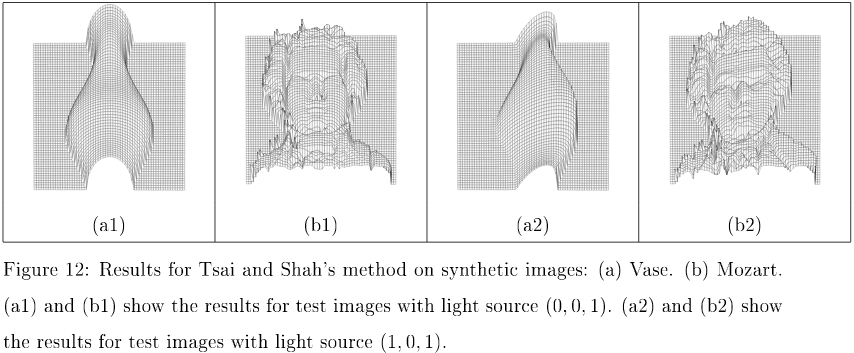 (a1) (b1) (a2) (b2)
Figure 12: Results for Tsai and Shah's method on synthetic images: (a) Vase. (b) Mozart.
(a1) and (b1) show the results for test images with light source (0, 0, 1). (a2) and (b2) show
the results for test images with light source (1, 0, 1).